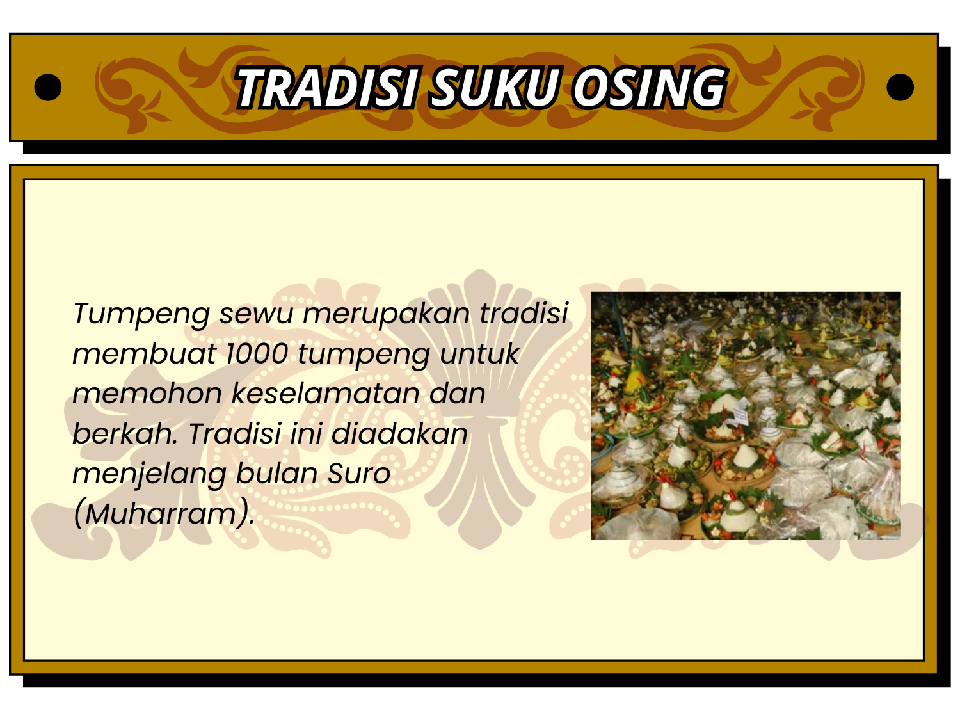 TRADISI SUKU OSING
Tumpeng sewu merupakan tradisi
membuat 1000 tumpeng untuk
memohon keselamatan dan
berkah. Tradisi ini diadakan
menjelang bulan Suro
(Muharram).